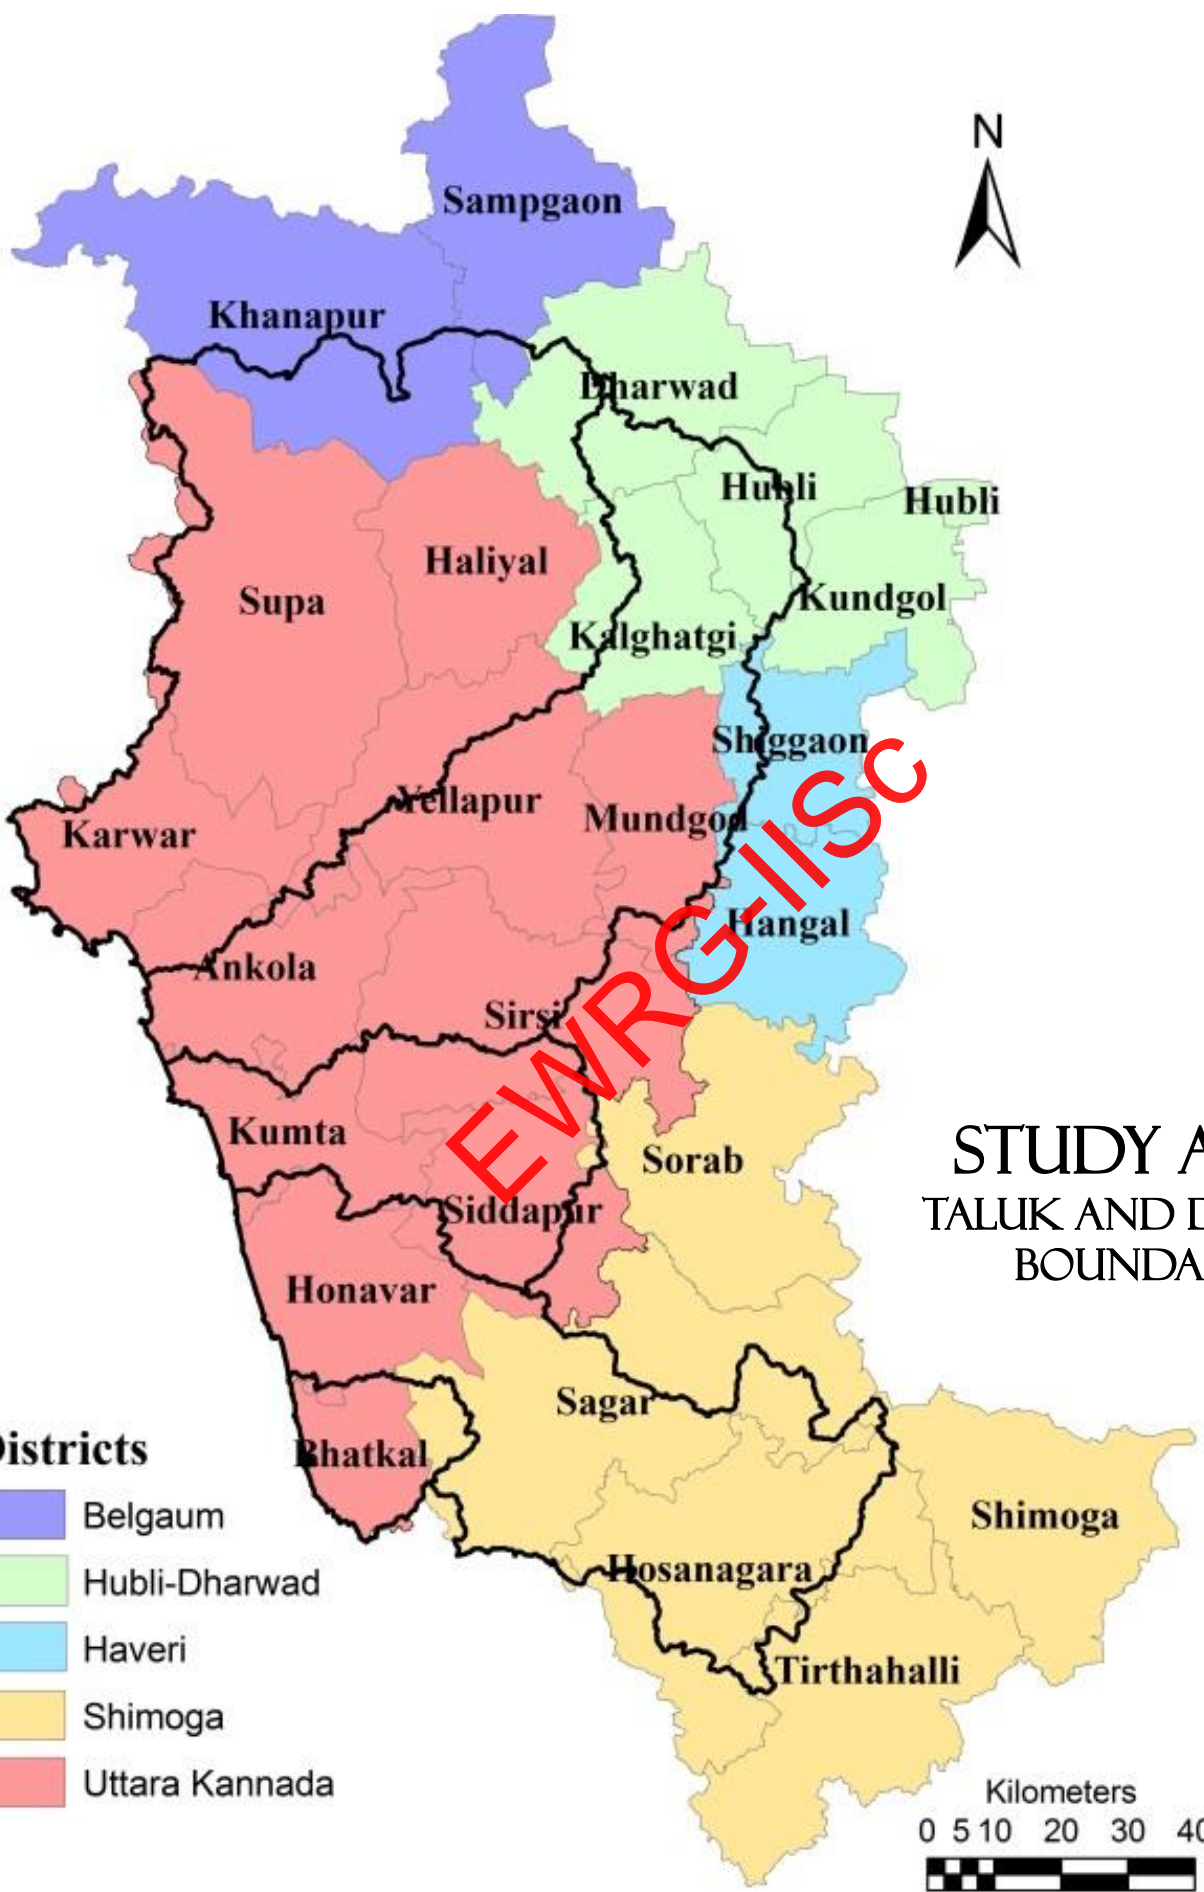 N
Sampgaon
Khanapur
Dharwad
Hubli
Hubli
Haliyal
Supa
Kundgol
Kalghatgi
Shiggaon
Yellapur
Mundgod
Karwar
Hangal
Ankola
Sirsi
EWRG-IISc
Kumta
Sorab
STUDY A
TALUK AND D
BOUNDA
Siddapur
Honavar
Sagar
Bhatkal
Shimoga
Hosanagara
Tirthahalli
istricts
Belgaum
Hubli-Dharwad
Haveri
Shimoga
Uttara Kannada
Kilometers
0 5 10 20 30 40